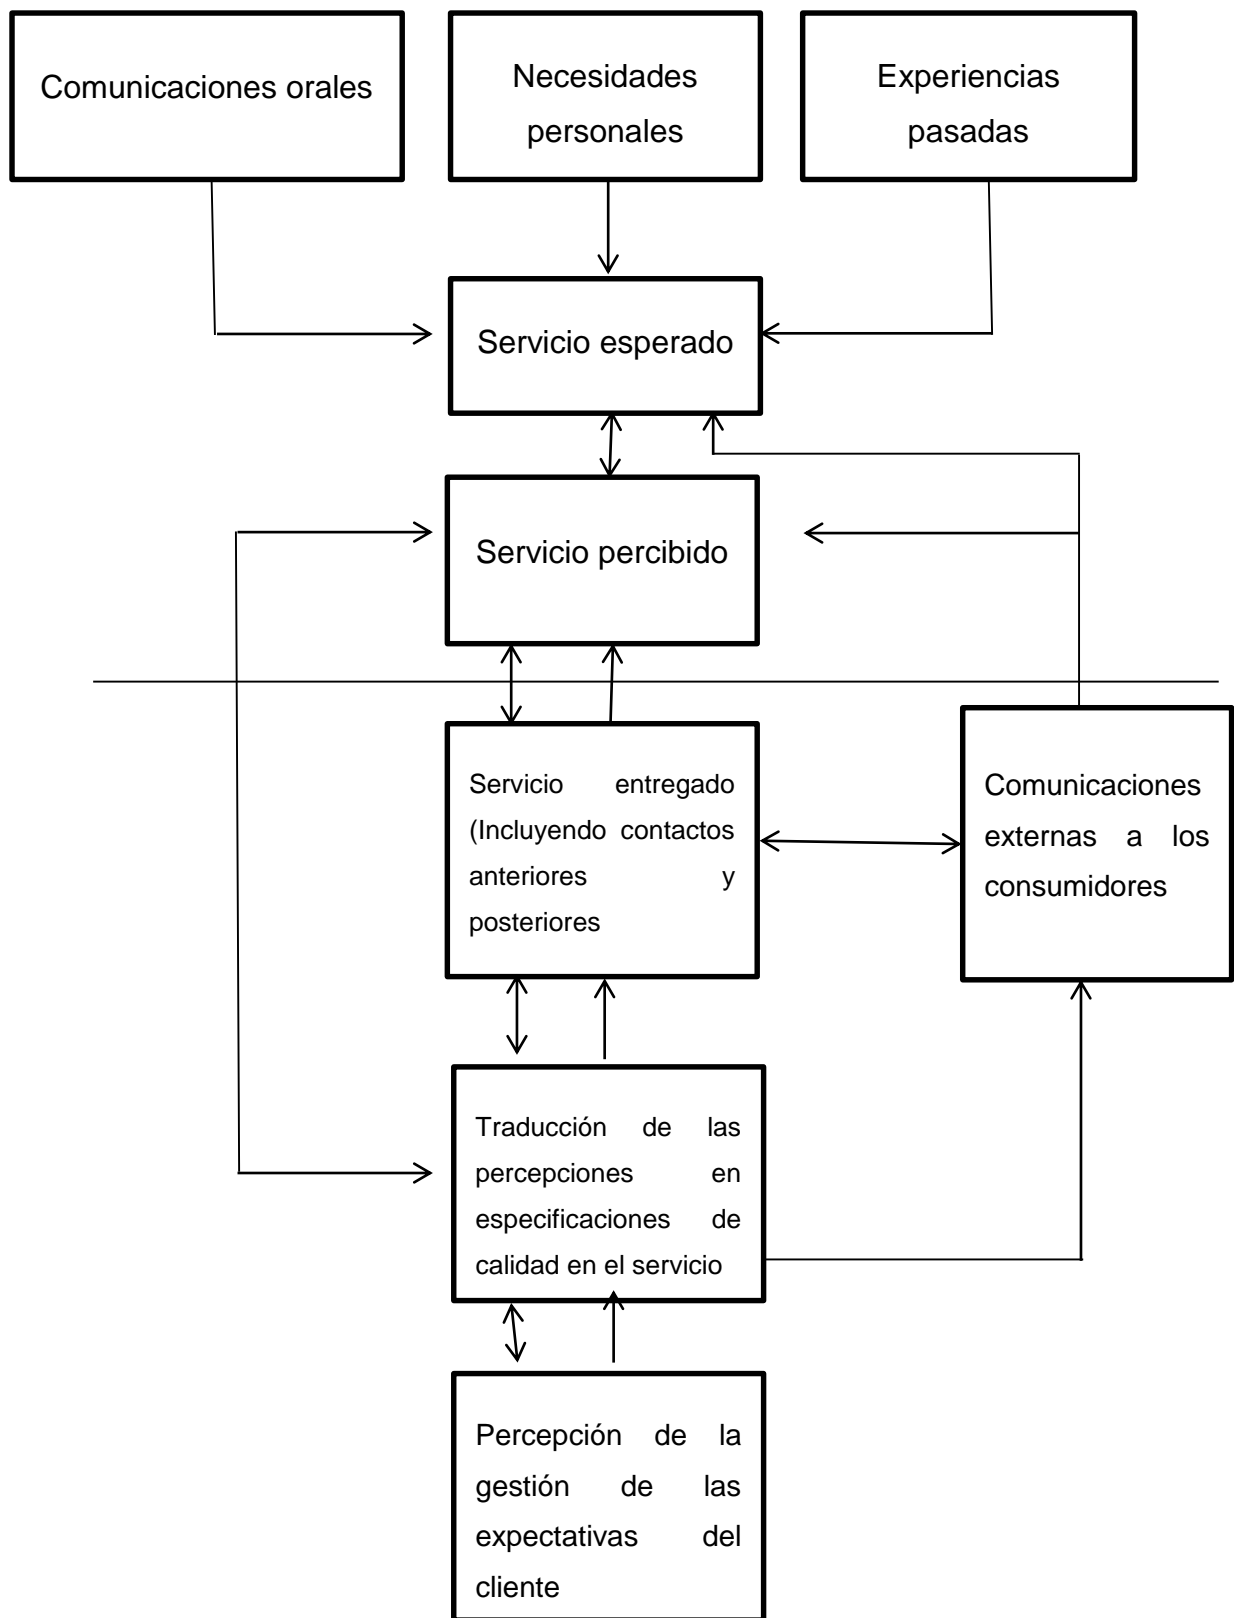 Comunicaciones orales
Necesidades
personales
Experiencias
pasadas
Servicio esperado
Servicio percibido
Servicio entregado
(Incluyendo contactos
anteriores y
posteriores
Comunicaciones
externas a los
consumidores
Traducción de las
percepciones en
especificaciones de
calidad en el servicio
Percepción de la
gestión de las
expectativas del
cliente